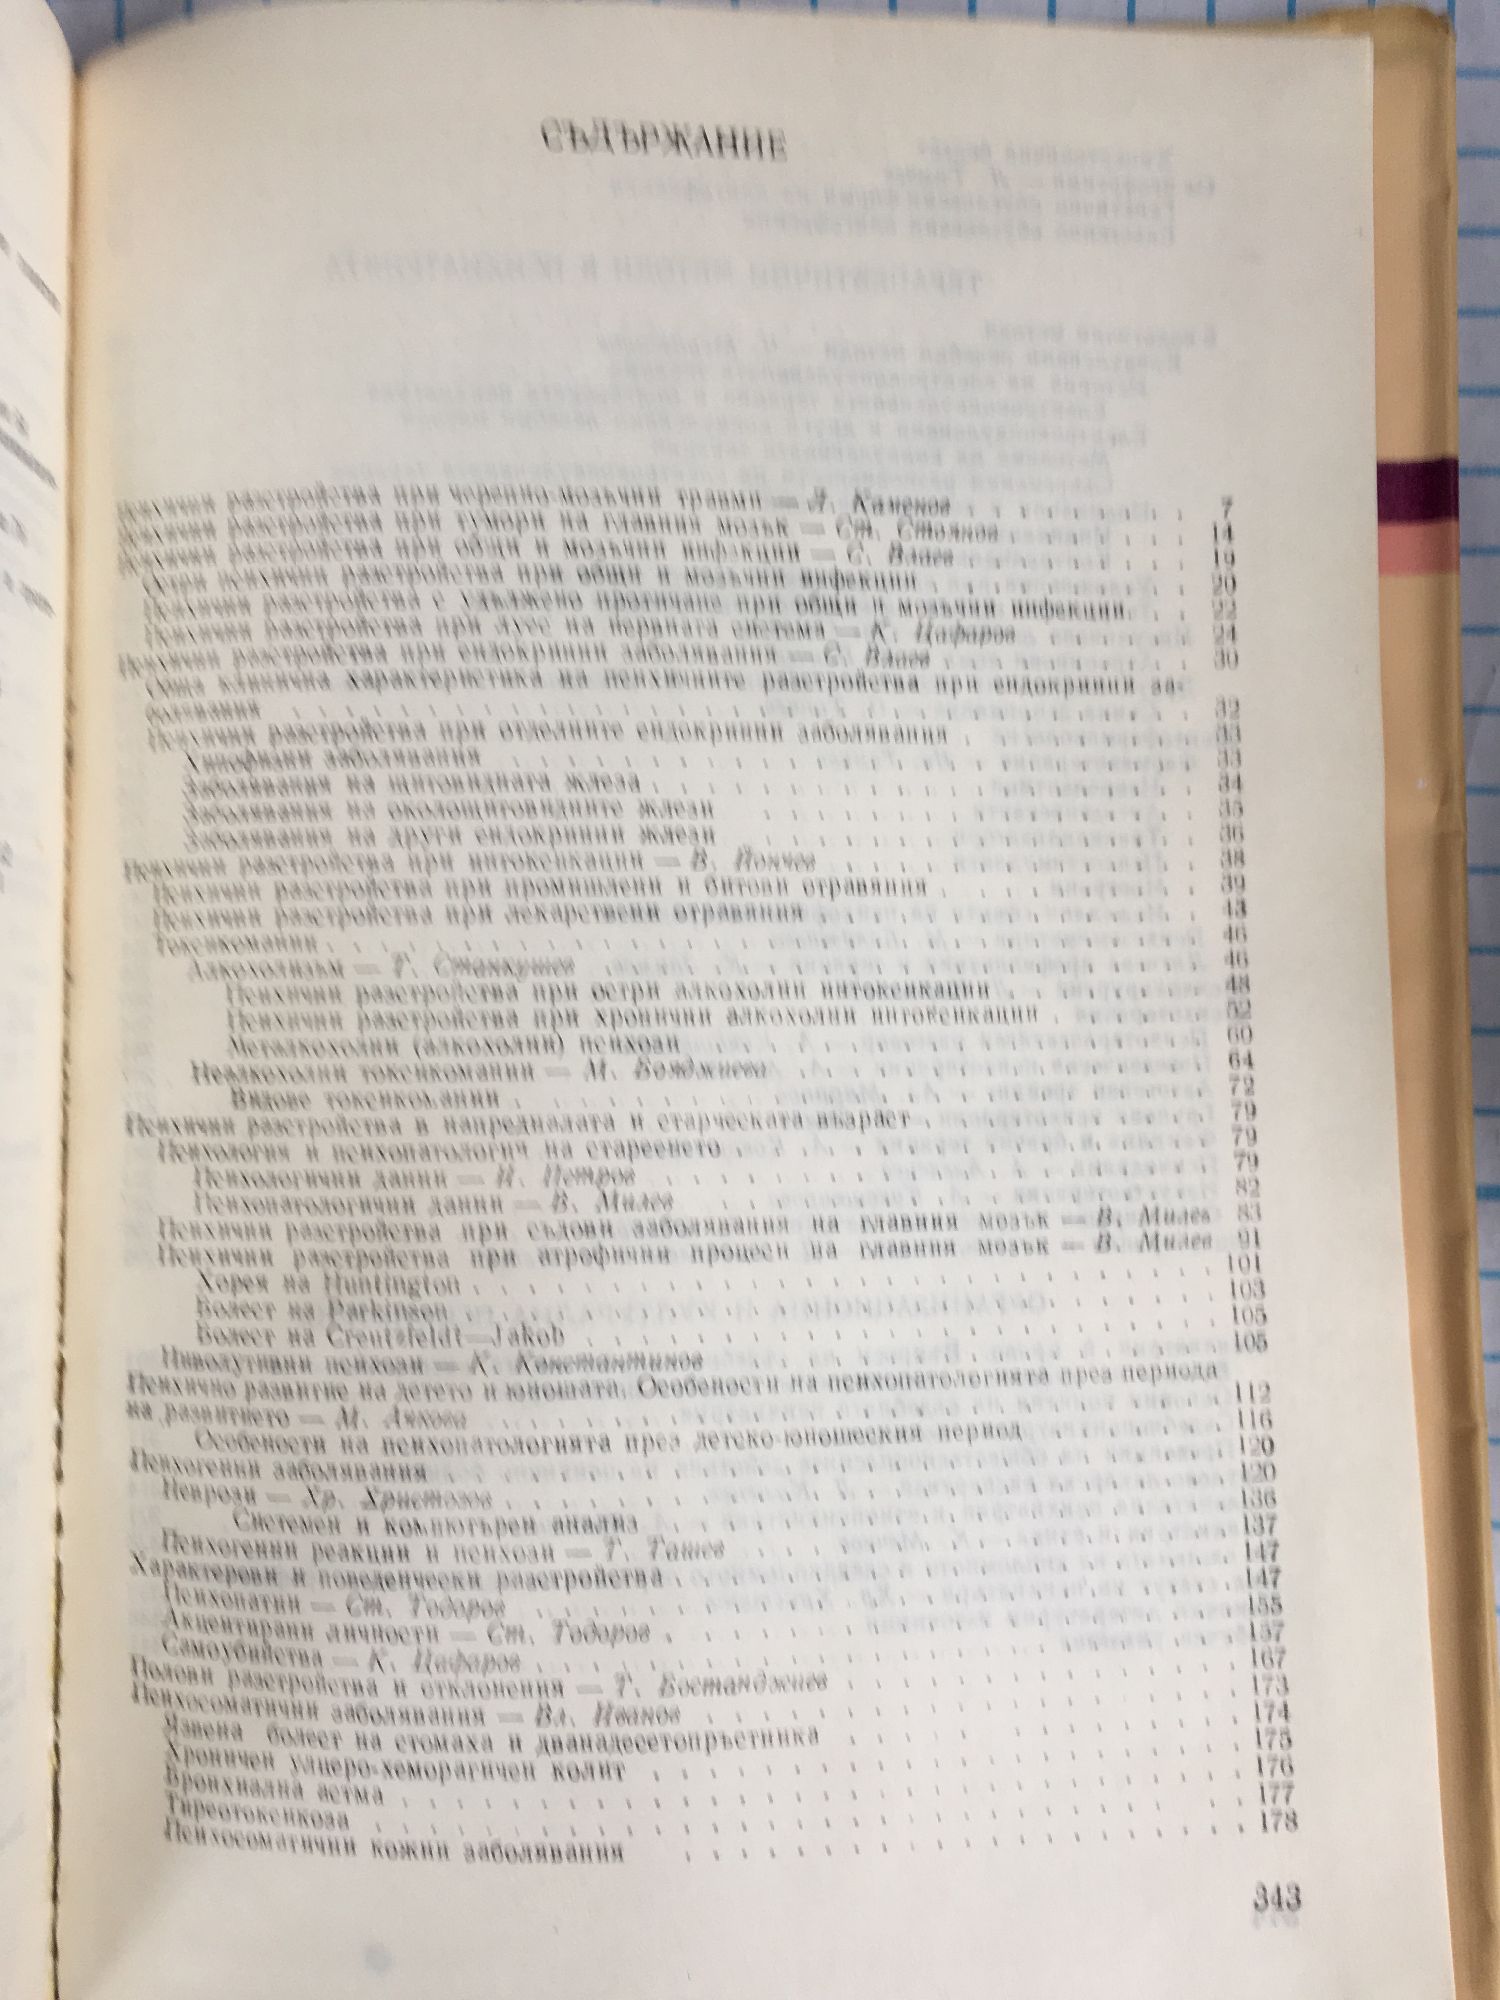 СЪДЪРЖАНИЕ
Психични разстройства при черепно-мозъчни травми — Д. Каменов 7
Психични разстройства при тумори на главния мозък — Ст. Стоянов 14
Психични разстройства при общи и мозъчни инфекции — С. Влаев 19
Остри психични разстройства при общи и мозъчни инфекции 20
Психични разстройства с удължено протичане при общи и мозъчни инфекции 22
Психични разстройства при луес на нервната система — К. Цафаров 24
Психични разстройства при ендокринни заболявания — С. Влаев 30
Обща клинична характеристика на психичните разстройства при ендокринни за-
болявания 32
Психични разстройства при отделните ендокринни заболявания 33
Хипофизни заболявания 33
Заболявания на щитовидната жлеза 34
Заболявания на околощитовидните жлези 35
Заболявания на други ендокринни жлези 36
Психични разстройства при интоксикации — В. Йончев 38
Психични разстройства при промишлени и битови отравяния 39
Психични разстройства при лекарствени отравяния 43
Токсикомании 46
Алкохолизъм — Г. Станкушев 46
Психични разстройства при остри алкохолни интоксикации 48
Психични разстройства при хронични алкохолни интоксикации 52
Металкохолни (алкохолни) психози 60
Неалкохолни токсикомании — М. Бояджиева 64
Видове токсикомании 72
Психични разстройства в напредналата и старческата възраст 79
Психология и психопатология на стареенето 79
Психологични данни — И. Петров 79
Психопатологични данни — В. Милев 82
Психични разстройства при съдови заболявания на главния мозък — В. Милев 83
Психични разстройства при атрофични процеси на главния мозък — В. Милев 91
Хорея на Huntington 101
Болест на Parkinson 103
Болест на Creutzfeldt—Jakob 105
Инволутивни психози — К. Константинов 105
Психично развитие на детето и юношата. Особености на психопатологията през периода
на развитието — М. Ачкова 112
Особености на психопатологията през детско-юношеския период 116
Психогенни заболявания 120
Неврози — Хр. Христозов 120
Системен и компютърен анализ 136
Психогенни реакции и психози — Г. Ташев 137
Характерови и поведенчески разстройства 147
Психопатии — Ст. Тодоров 147
Акцентирани личности — Ст. Тодоров 155
Самоубийства — К. Цафаров 157
Полови разстройства и отклонения — Т. Бостанджиев 167
Психосоматични заболявания — Вл. Иванов 173
Язвена болест на стомаха и дванадесетопръстника 174
Хроничен улцеро-хеморагичен колит 175
Бронхиална астма 176
Тиреотоксикоза 177
Психосоматични кожни заболявания 178
343